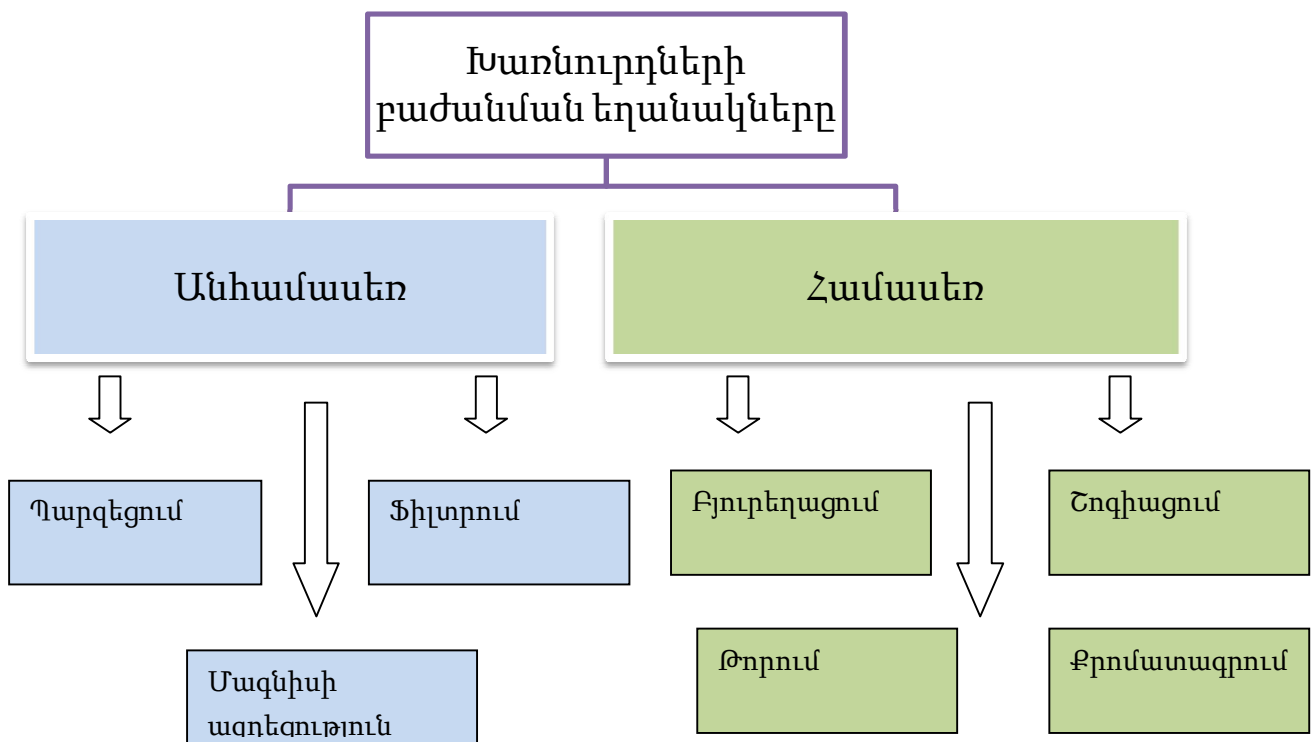 Խառնուրդների
բաժանման եղանակները
Անհամասեռ
Համասեռ
Պարզեցում
Ֆիլտրում
Բյուրեղացում
Շոգիացում
Մագնիսի
ազդեցություն
Թորում
Քրոմատագրում